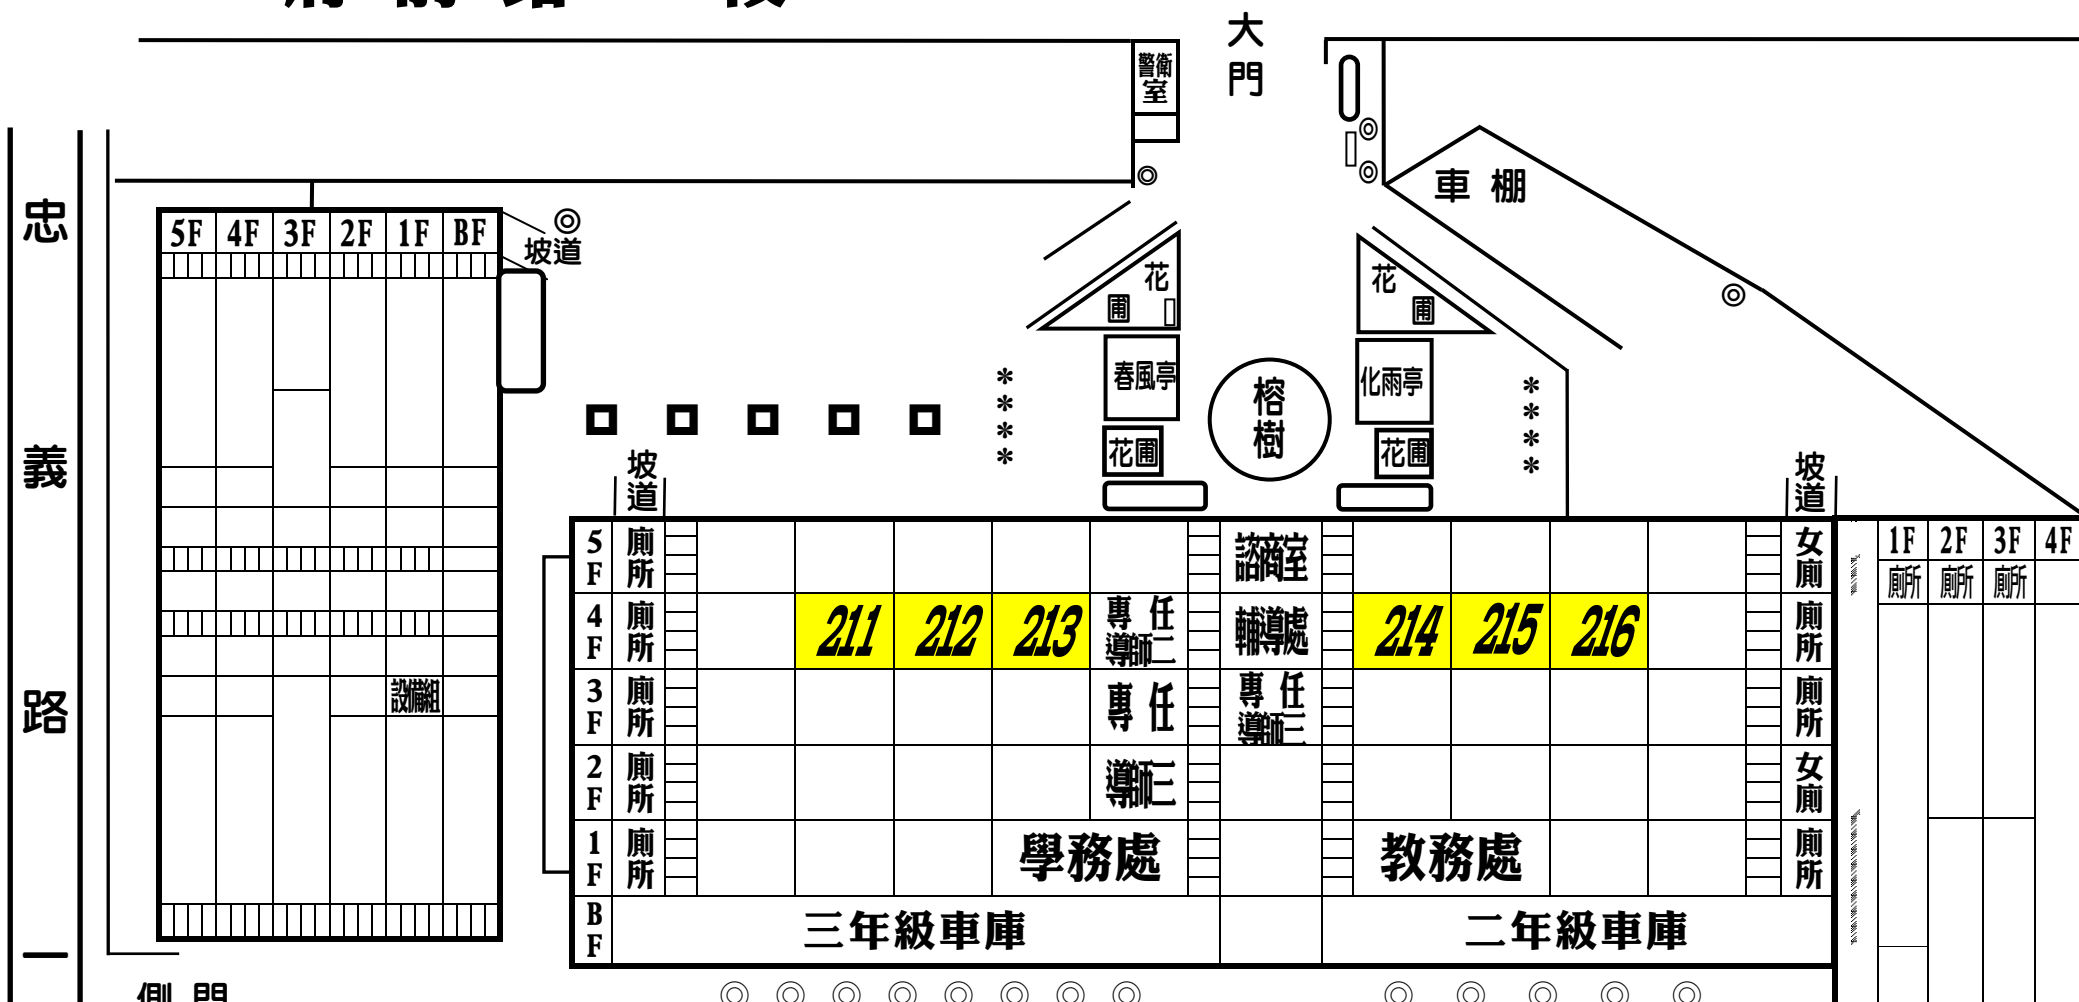 大門
警衛室
車棚
忠義路一
5F 4F 3F 2F 1F BF
坡道
花圃
花圃
春風亭
榕樹
化雨亭
＊＊＊＊
＊＊＊＊
花圃
花圃
坡道
坡道
設備組
5F 廁所 諮商室 女廁
4F 廁所 211 212 213 專任導師二 輔導處 214 215 216 廁所
3F 廁所 專任 專任導師三 廁所
2F 廁所 導師三 女廁
1F 廁所 學務處 教務處 廁所
BF 三年級車庫 二年級車庫
1F 2F 3F 4F
廁所 廁所 廁所
側門